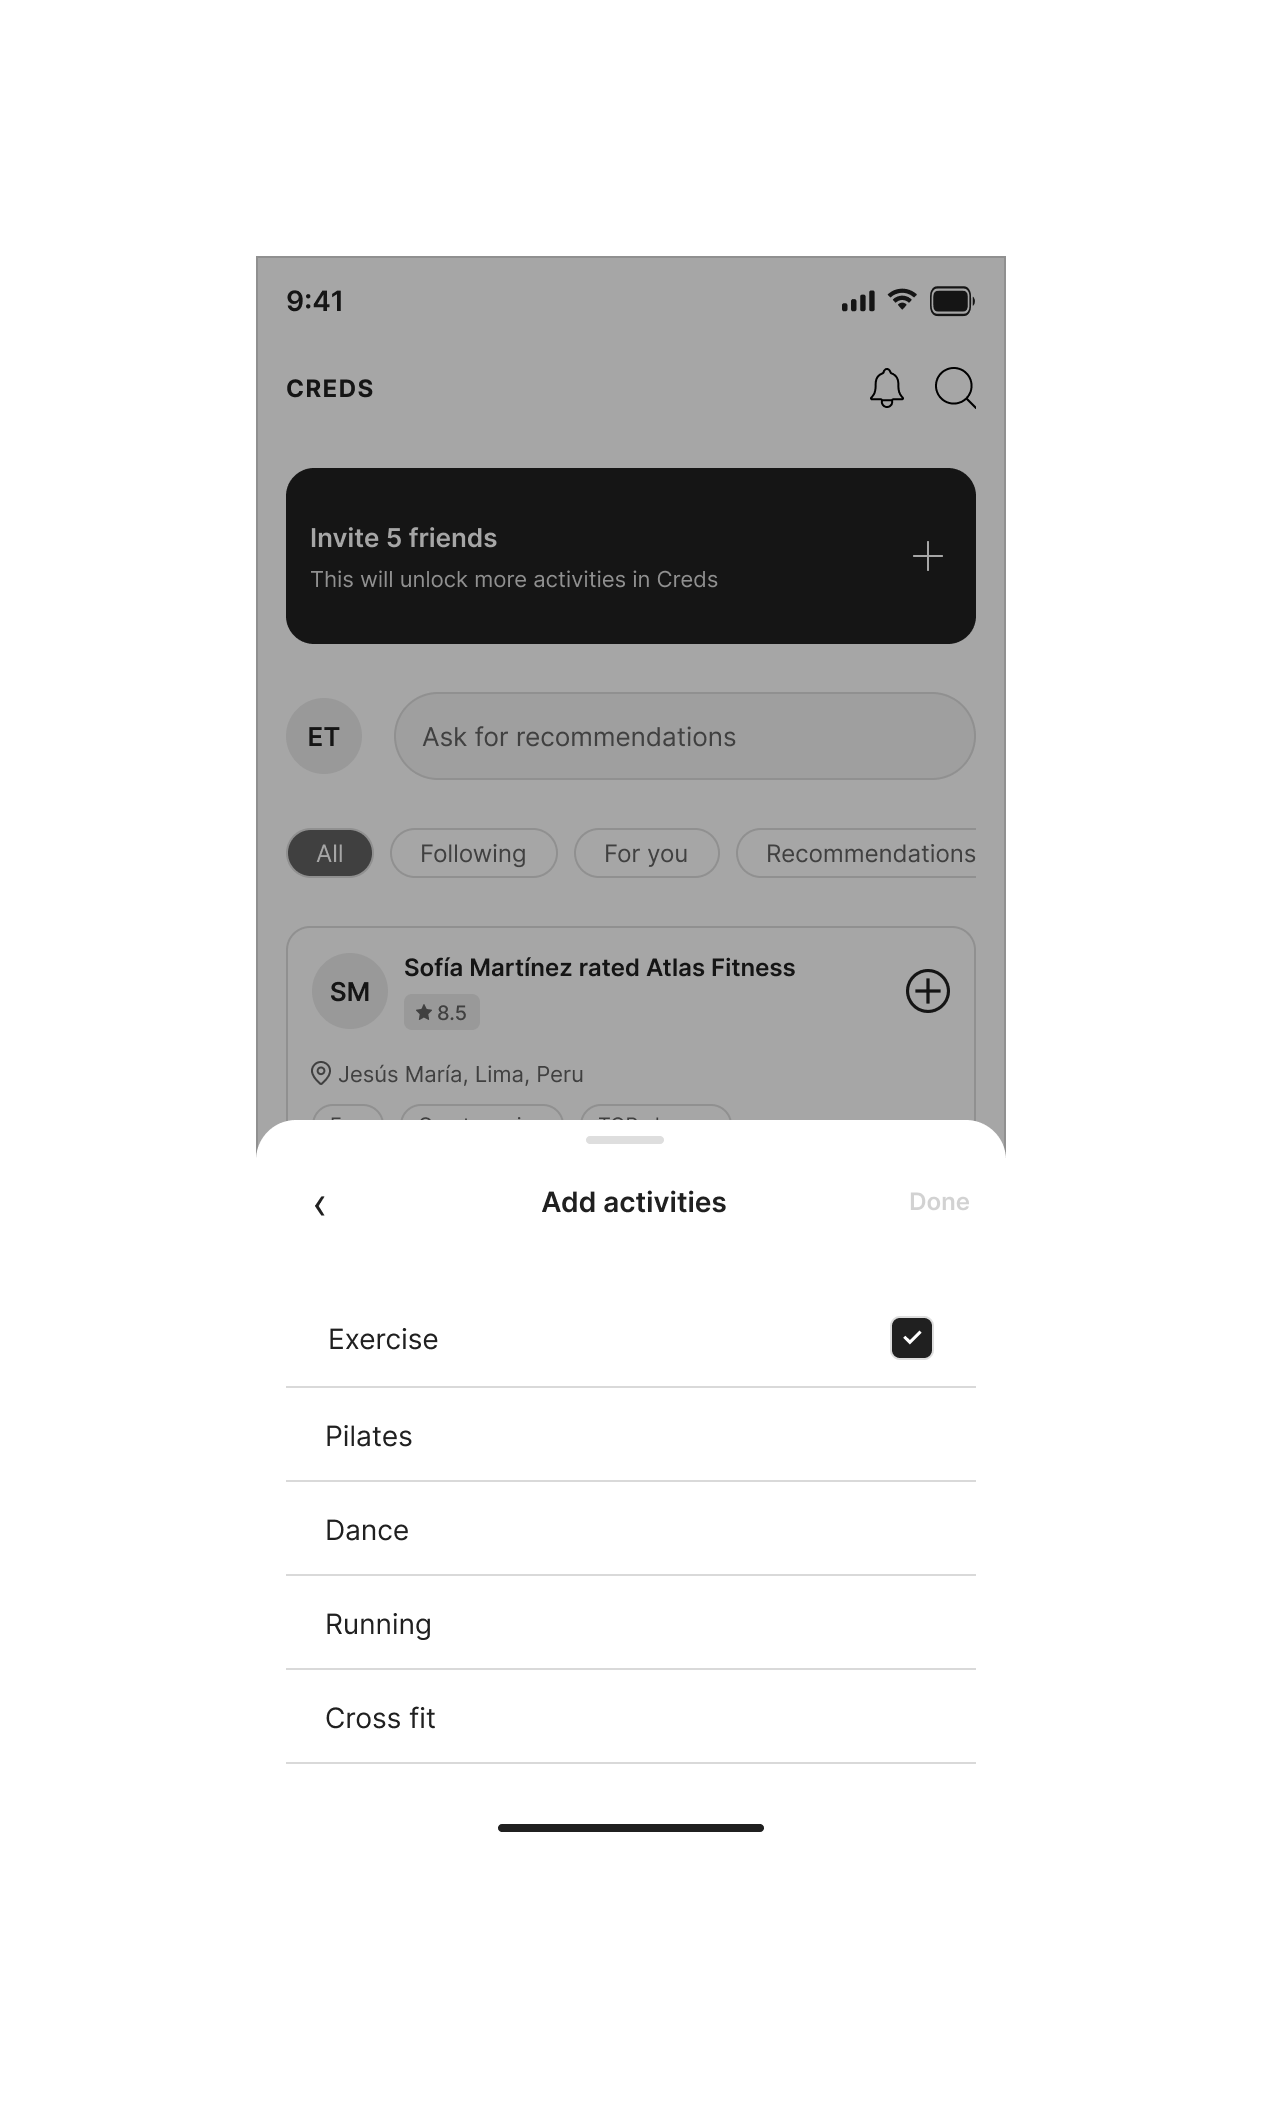 9:41
CREDS
Invite 5 friends
This will unlock more activities in Creds
ET
Ask for recommendations
All
Following
For you
Recommendations
SM
Sofía Martínez rated Atlas Fitness
8.5
Jesús María, Lima, Peru
‹
Add activities
Done
Exercise
Pilates
Dance
Running
Cross fit